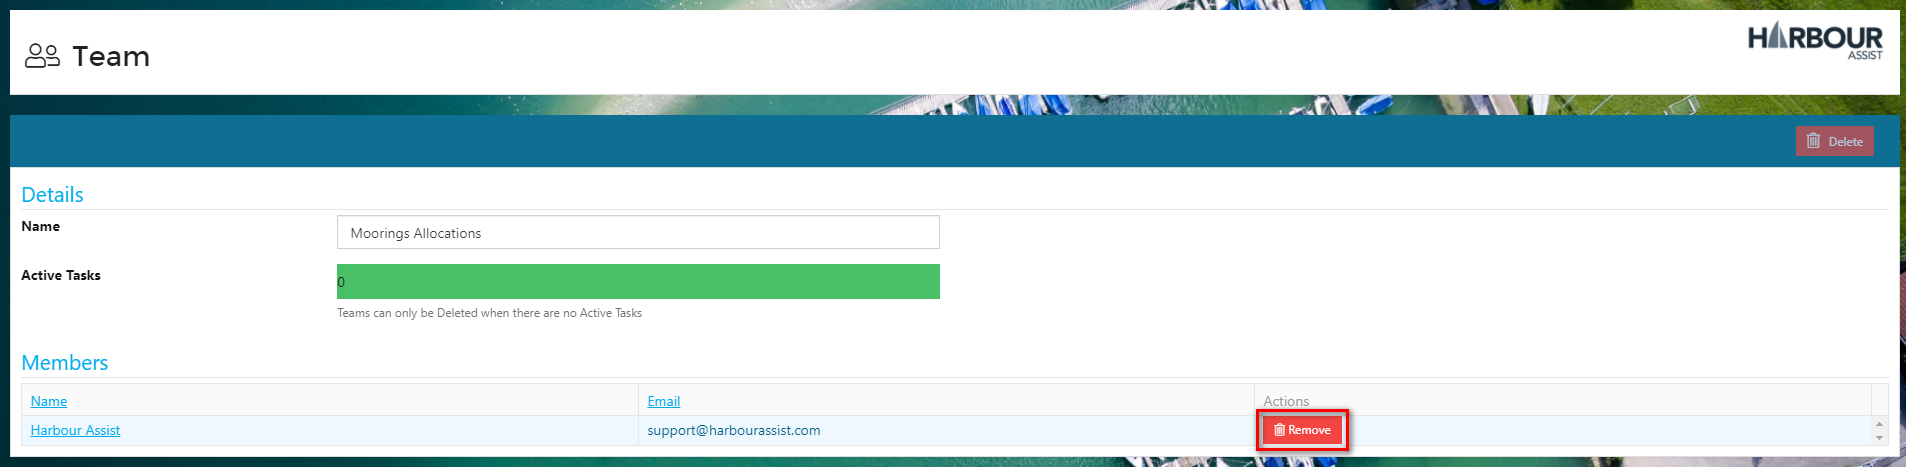 Team
HARBOUR
ASSIST
Delete
Details
Name
Moorings Allocations
Active Tasks
0
Teams can only be Deleted when there are no Active Tasks
Members
Name Email Actions
Harbour Assist support@harbourassist.com Remove